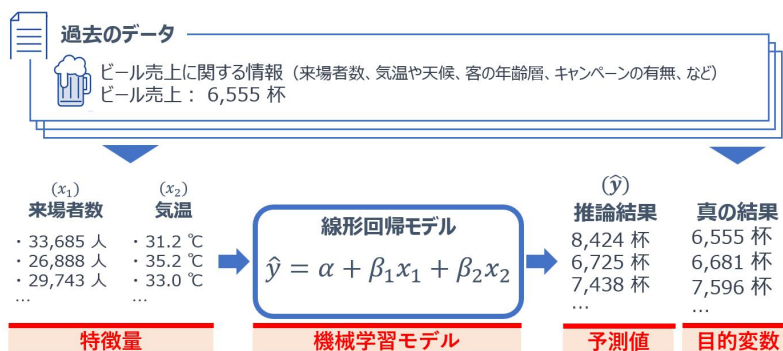 過去のデータ
ビール売上に関する情報（来場者数、気温や天候、客の年齢層、キャンペーンの有無、など）
ビール売上： 6,555 杯
(x₁)
来場者数
・33,685 人
・26,888 人
・29,743 人
…
(x₂)
気温
・31.2 ℃
・35.2 ℃
・33.0 ℃
…
線形回帰モデル
ŷ = α + β₁x₁ + β₂x₂
(ŷ)
推論結果
8,424 杯
6,725 杯
7,438 杯
…
真の結果
6,555 杯
6,681 杯
7,596 杯
…
特徴量
機械学習モデル
予測値
目的変数